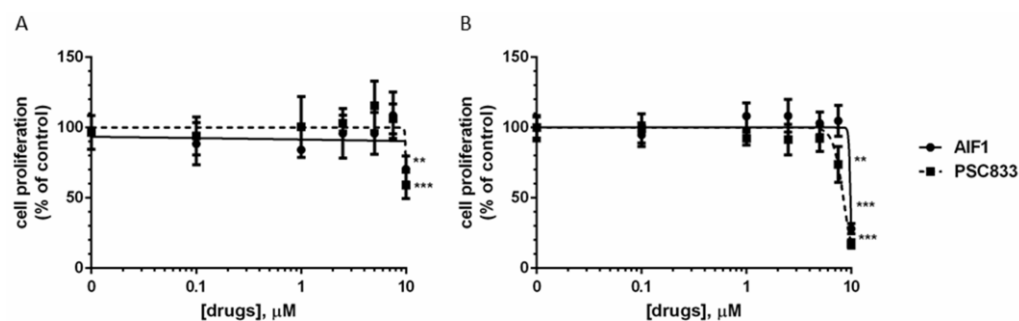 A
150
100
50
0
cell proliferation
(% of control)
0
0.1
1
10
[drugs], μM
**
***
B
150
100
50
0
cell proliferation
(% of control)
0
0.1
1
10
[drugs], μM
**
***
***
AIF1
PSC833